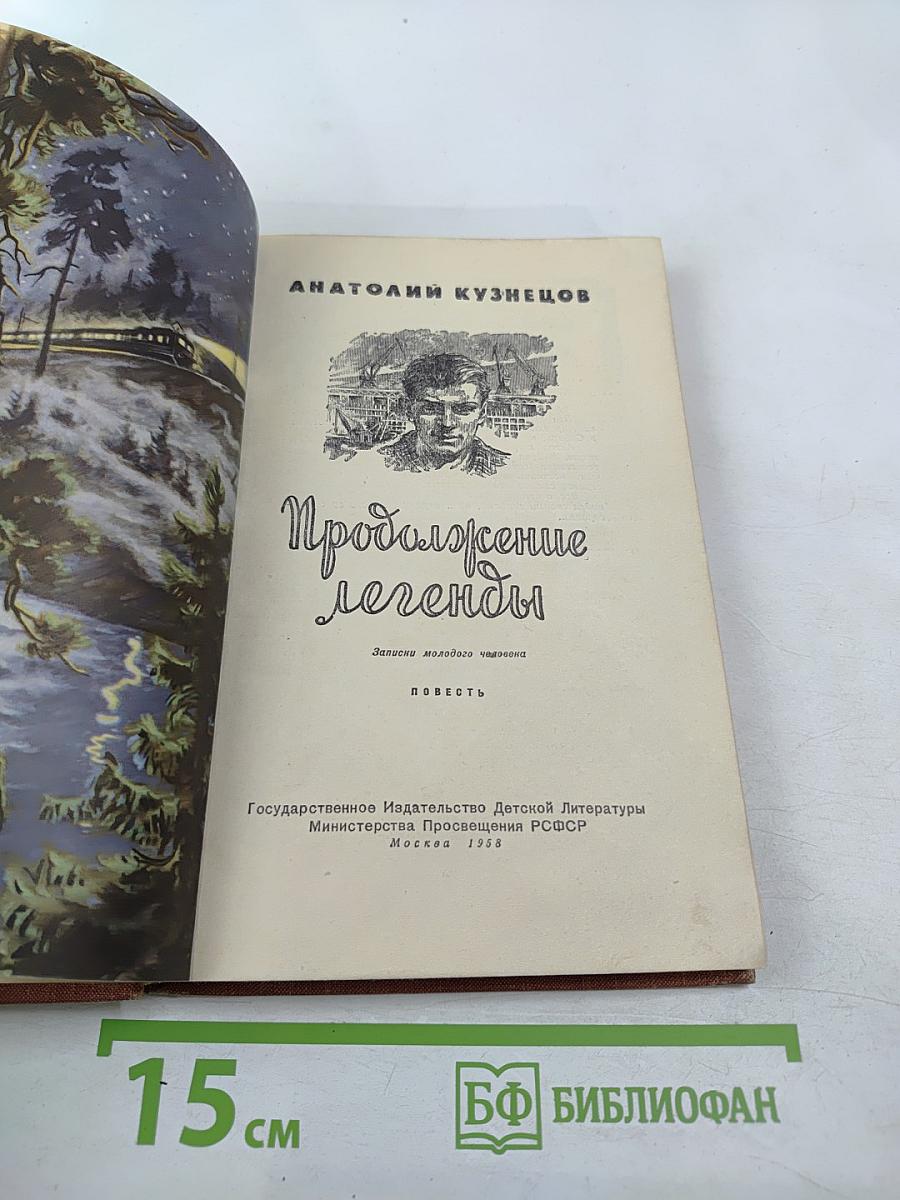 АНАТОЛИЙ КУЗНЕЦОВ
Продолжение
легенды
Записки молодого человека
ПОВЕСТЬ
Государственное Издательство Детской Литературы
Министерства Просвещения РСФСР
Москва 1958
15 см
БФ БИБЛИОФАН